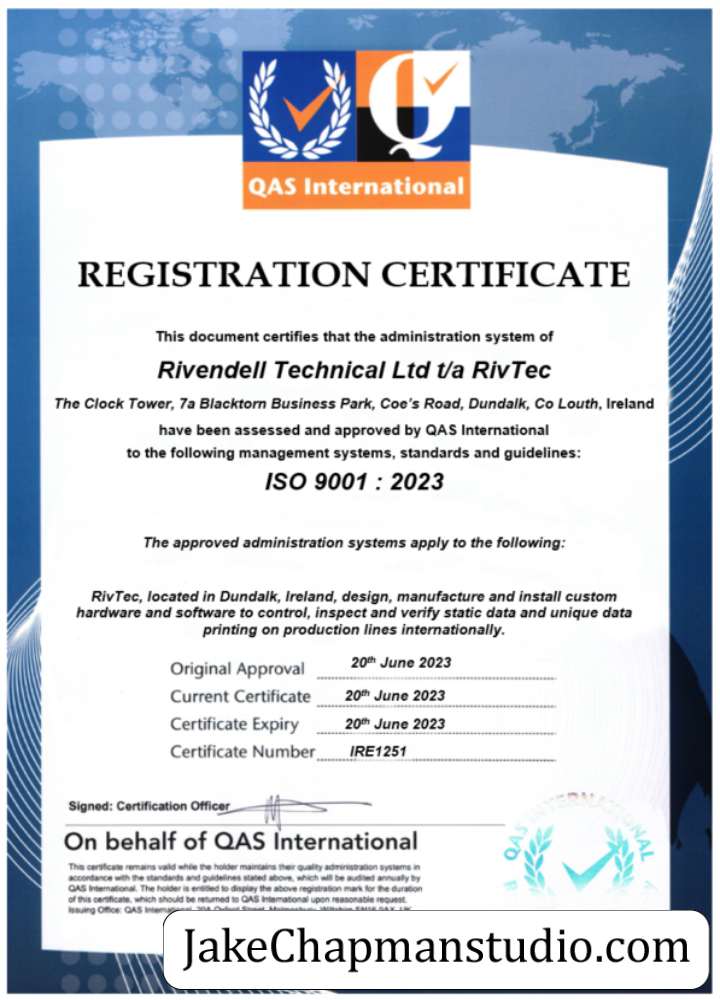 QAS International
REGISTRATION CERTIFICATE
This document certifies that the administration system of
Rivendell Technical Ltd t/a RivTec
The Clock Tower, 7a Blacktorn Business Park, Coe's Road, Dundalk, Co Louth, Ireland
have been assessed and approved by QAS International
to the following management systems, standards and guidelines:
ISO 9001 : 2023
The approved administration systems apply to the following:
RivTec, located in Dundalk, Ireland, design, manufacture and install custom
hardware and software to control, inspect and verify static data and unique data
printing on production lines internationally.
Original Approval 20th June 2023
Current Certificate 20th June 2023
Certificate Expiry 20th June 2023
Certificate Number IRE1251
Signed: Certification Officer
On behalf of QAS International
This certificate remains valid while the holder maintains their quality administration systems in
accordance with the standards and guidelines stated above, which will be audited annually by
QAS International. The holder is entitled to display the above registration mark for the duration
of this certificate, which should be returned to QAS International upon reasonable request.
Issuing Office: QAS International,
QAS INTERNATIONAL
JakeChapmanstudio.com